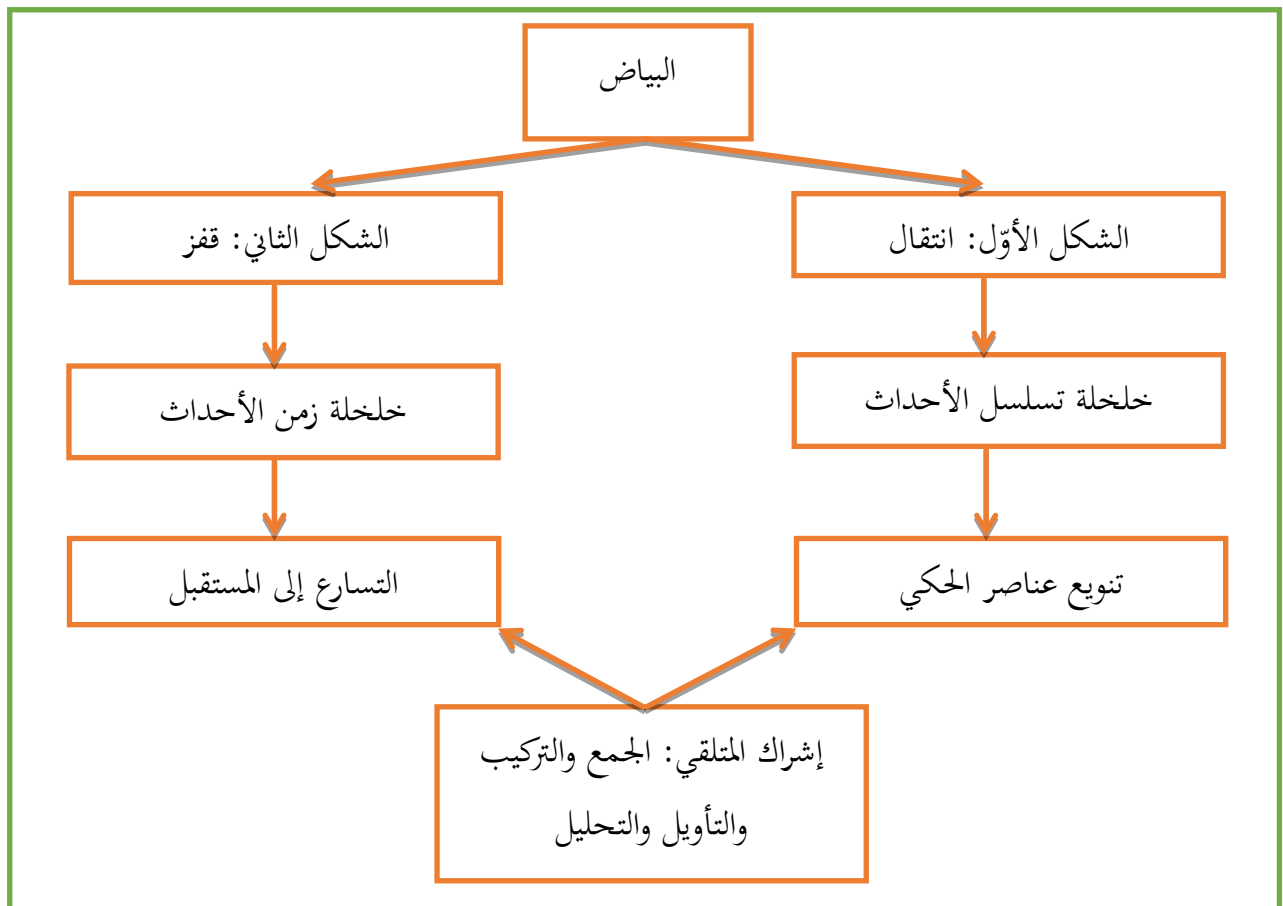 البياض
الشكل الأوّل: انتقال
الشكل الثاني: قفز
خلخلة تسلسل الأحداث
خلخلة زمن الأحداث
تنويع عناصر الحكي
التسارع إلى المستقبل
إشراك المتلقي: الجمع والتركيب
والتأويل والتحليل